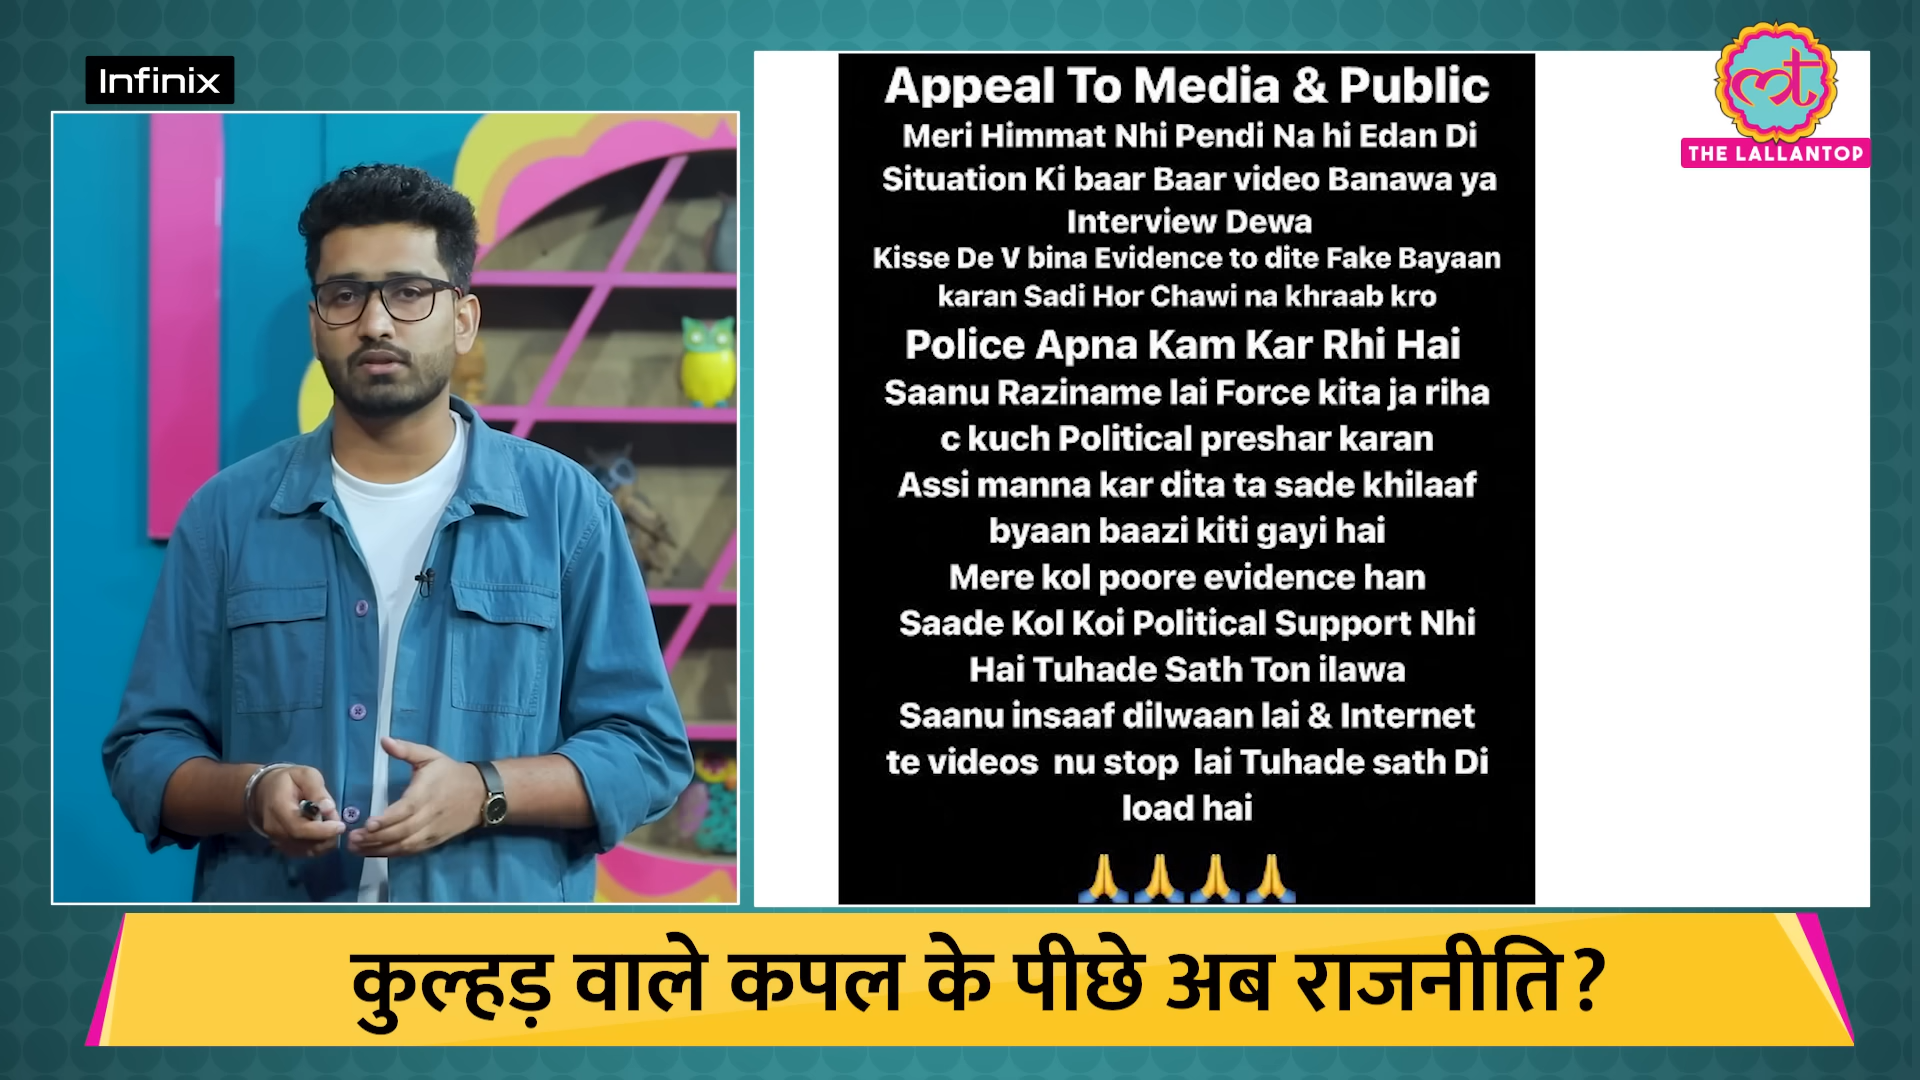 Infinix
Appeal To Media & Public
Meri Himmat Nhi Pendi Na hi Edan Di
Situation Ki baar Baar video Banawa ya
Interview Dewa
Kisse De V bina Evidence to dite Fake Bayaan
karan Sadi Hor Chawi na khraab kro
Police Apna Kam Kar Rhi Hai
Saanu Raziname lai Force kita ja riha
c kuch Political preshar karan
Assi manna kar dita ta sade khilaaf
byaan baazi kiti gayi hai
Mere kol poore evidence han
Saade Kol Koi Political Support Nhi
Hai Tuhade Sath Ton ilawa
Saanu insaaf dilwaan lai & Internet
te videos nu stop lai Tuhade sath Di
load hai
🙏🙏🙏🙏
लt
THE LALLANTOP
कुल्हड़ वाले कपल के पीछे अब राजनीति?